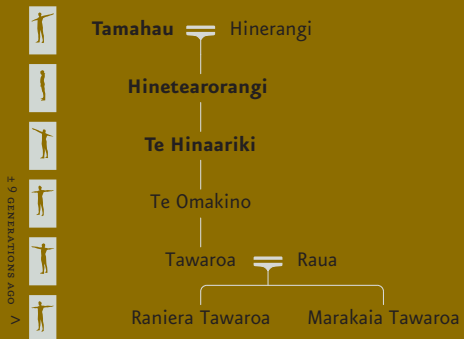 Tamahau Hinerangi
Hinetearorangi
Te Hinaariki
Te Omakino
Tawaroa Raua
Raniera Tawaroa Marakaia Tawaroa
± 9 GENERATIONS AGO >